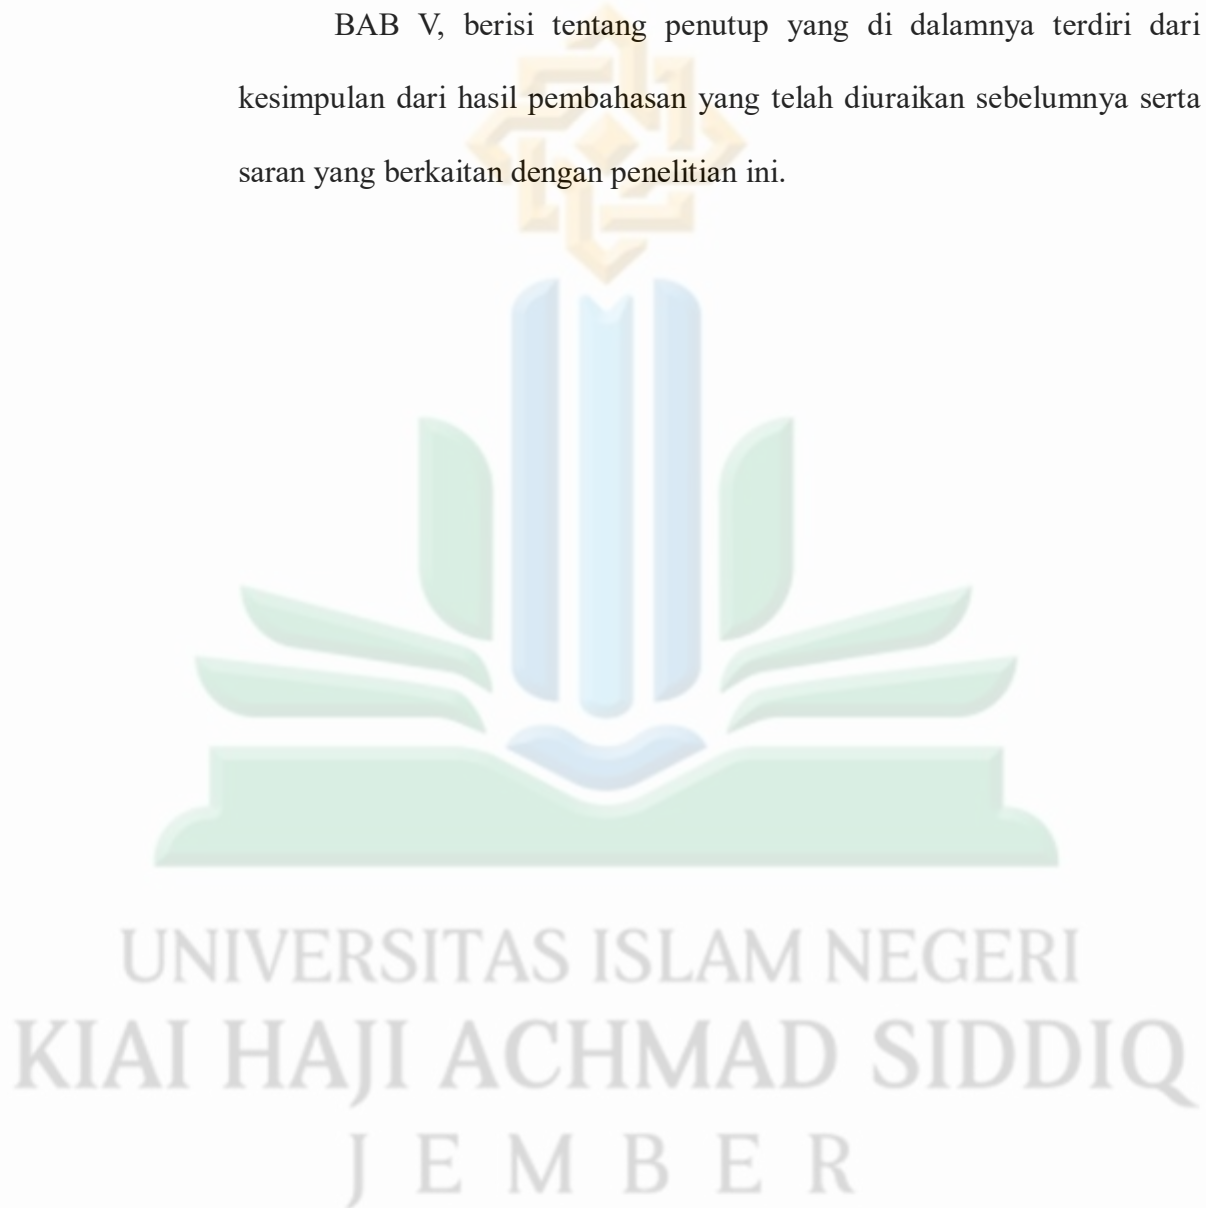 BAB V, berisi tentang penutup yang di dalamnya terdiri dari
kesimpulan dari hasil pembahasan yang telah diuraikan sebelumnya serta
saran yang berkaitan dengan penelitian ini.
UNIVERSITAS ISLAM NEGERI
KIAI HAJI ACHMAD SIDDIQ
JEMBER